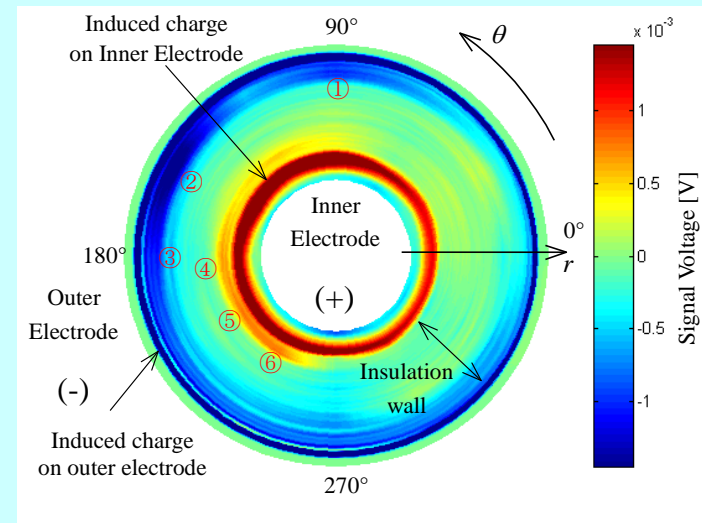 Induced charge
on Inner Electrode
90°
θ
x 10⁻³
①
1
②
Inner
Electrode
0.5
0°
180°
③
④
r
0
Signal Voltage [V]
Outer
Electrode
(+)
⑤
-0.5
⑥
Insulation
wall
(-)
-1
Induced charge
on outer electrode
270°